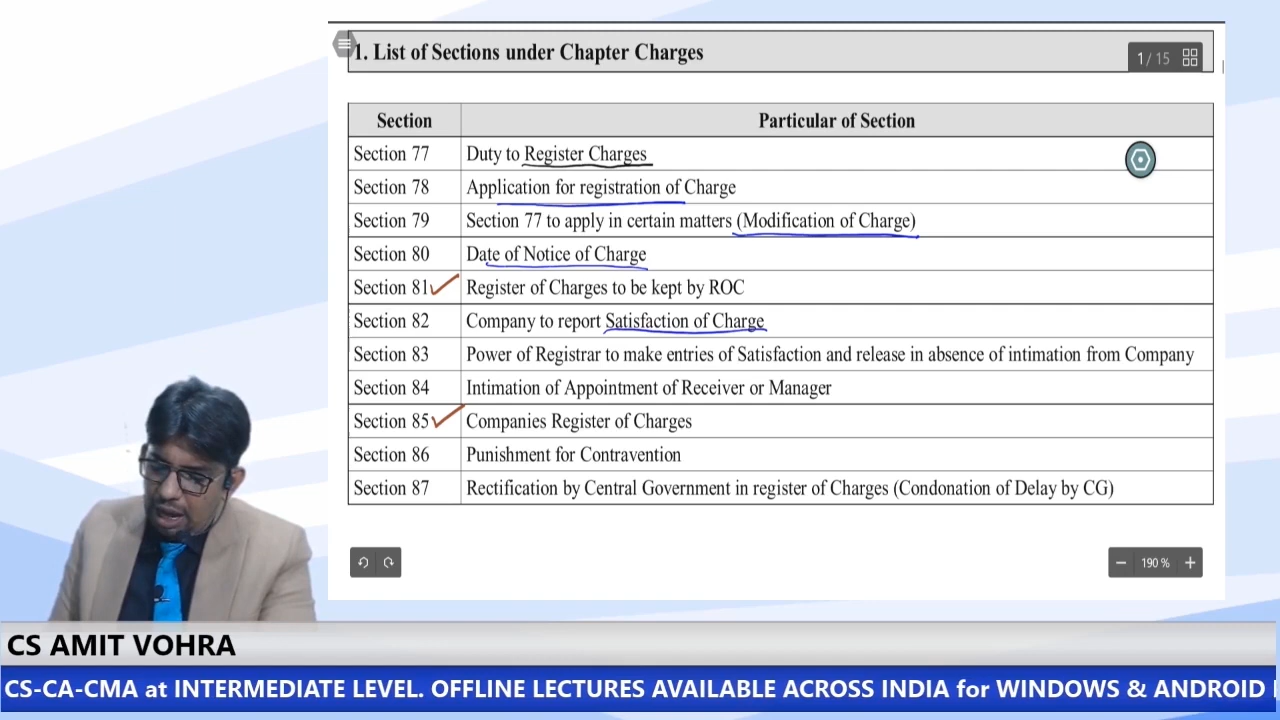 1. List of Sections under Chapter Charges
1 / 15
Section Particular of Section
Section 77 Duty to Register Charges
Section 78 Application for registration of Charge
Section 79 Section 77 to apply in certain matters (Modification of Charge)
Section 80 Date of Notice of Charge
Section 81 Register of Charges to be kept by ROC
Section 82 Company to report Satisfaction of Charge
Section 83 Power of Registrar to make entries of Satisfaction and release in absence of intimation from Company
Section 84 Intimation of Appointment of Receiver or Manager
Section 85 Companies Register of Charges
Section 86 Punishment for Contravention
Section 87 Rectification by Central Government in register of Charges (Condonation of Delay by CG)
190 %
CS AMIT VOHRA
CS-CA-CMA at INTERMEDIATE LEVEL. OFFLINE LECTURES AVAILABLE ACROSS INDIA for WINDOWS & ANDROID